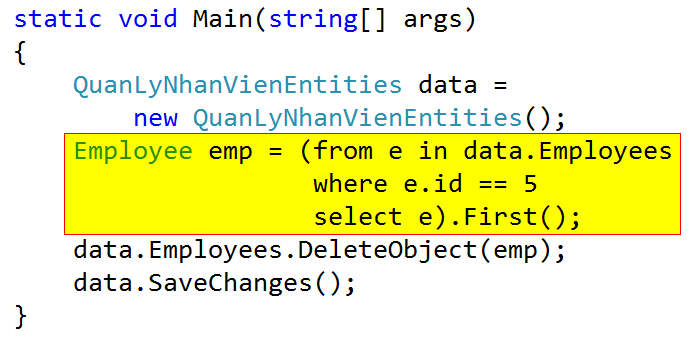 static void Main(string[] args)
{
    QuanLyNhanVienEntities data =
        new QuanLyNhanVienEntities();
    Employee emp = (from e in data.Employees
                    where e.id == 5
                    select e).First();
    data.Employees.DeleteObject(emp);
    data.SaveChanges();
}